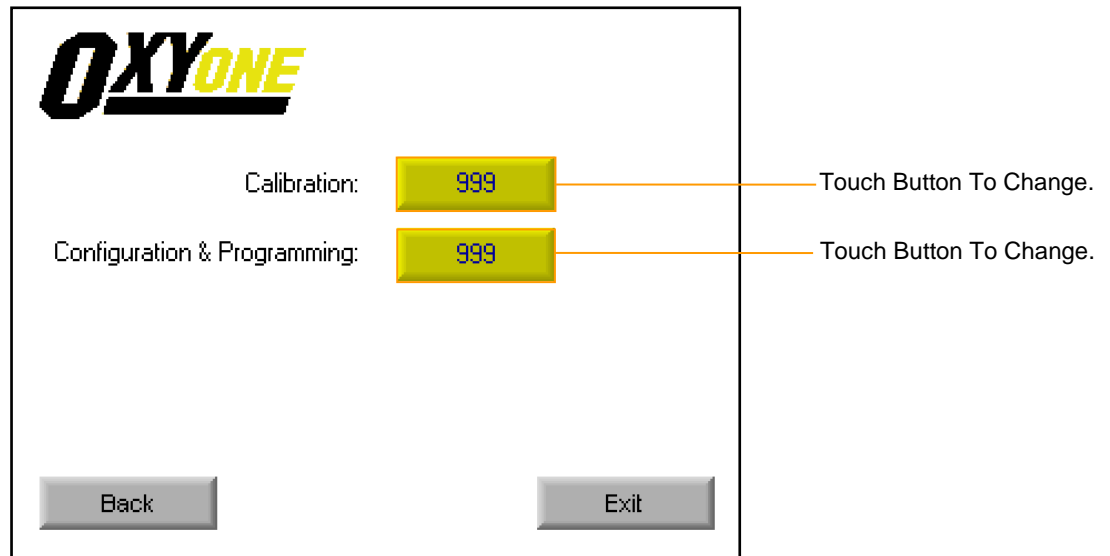 OXYONE
Calibration: 999 Touch Button To Change.
Configuration & Programming: 999 Touch Button To Change.
Back Exit